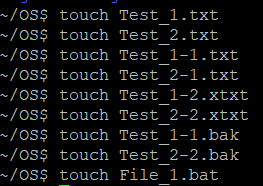 ~/OS$ touch Test_1.txt
~/OS$ touch Test_2.txt
~/OS$ touch Test_1-1.txt
~/OS$ touch Test_2-1.txt
~/OS$ touch Test_1-2.xtxt
~/OS$ touch Test_2-2.xtxt
~/OS$ touch Test_1-1.bak
~/OS$ touch Test_2-2.bak
~/OS$ touch File_1.bat